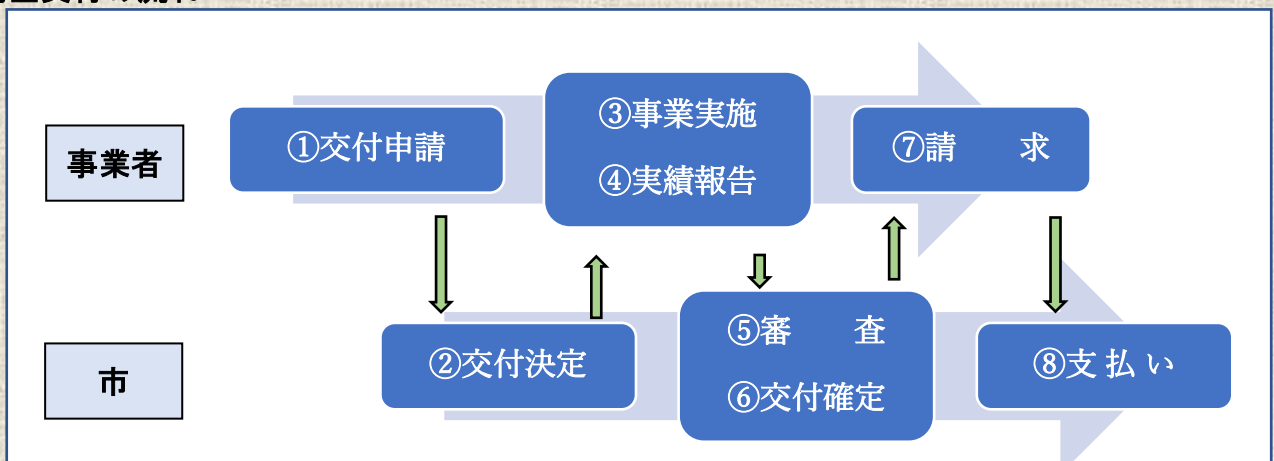 事業者
①交付申請
③事業実施
④実績報告
⑦請　　求
市
②交付決定
⑤審　　査
⑥交付確定
⑧支 払 い